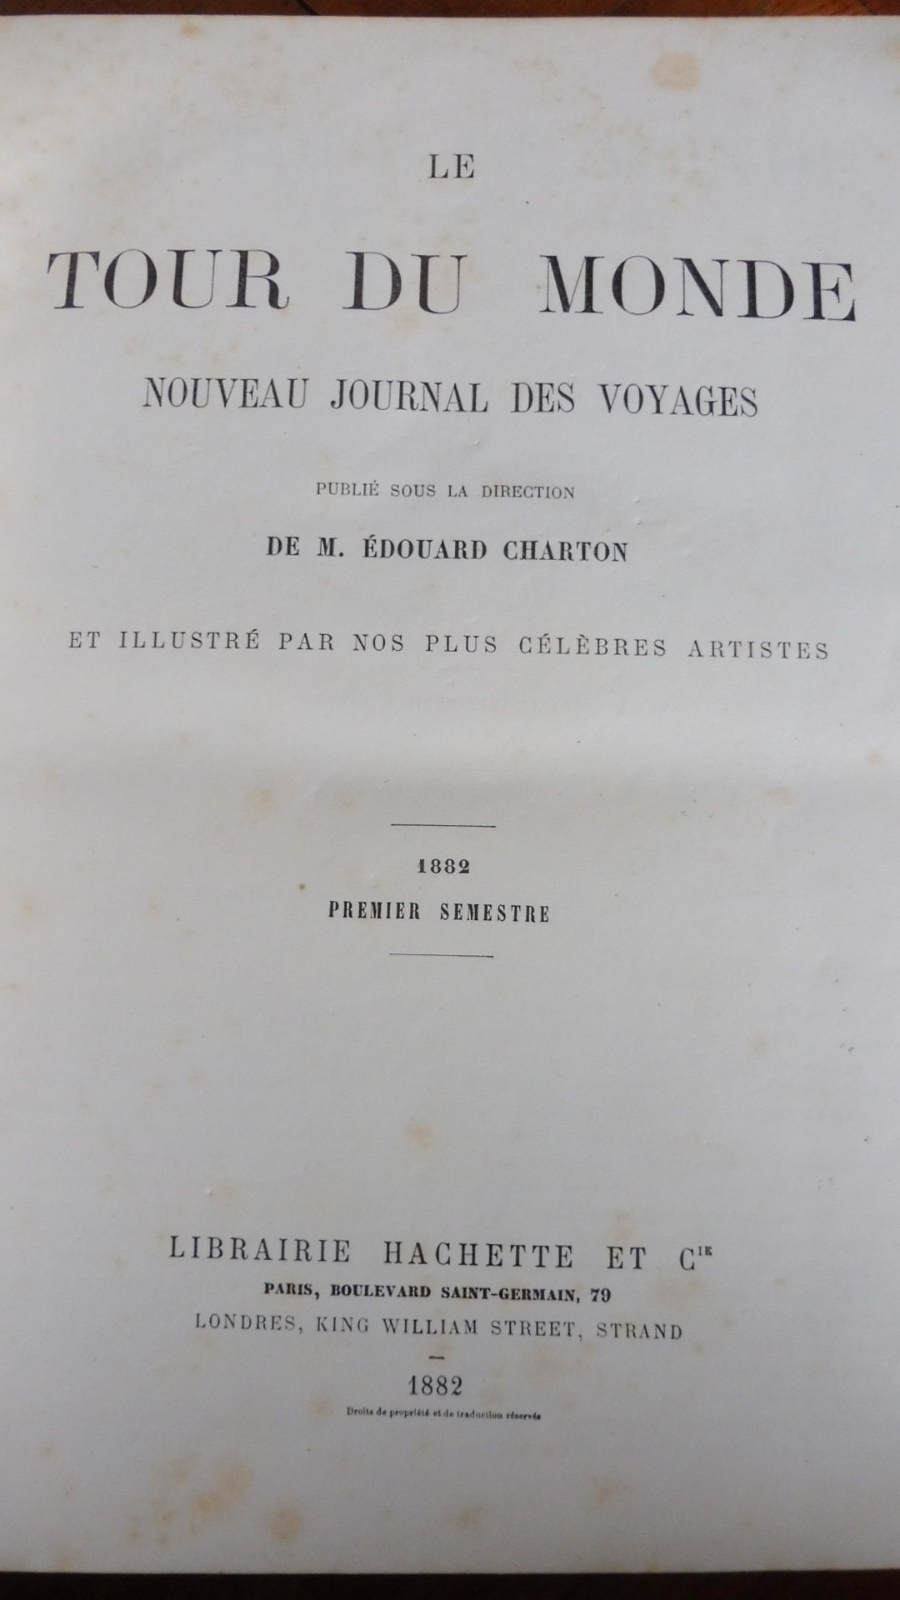 LE
TOUR DU MONDE
NOUVEAU JOURNAL DES VOYAGES
PUBLIÉ SOUS LA DIRECTION
DE M. ÉDOUARD CHARTON
ET ILLUSTRÉ PAR NOS PLUS CÉLÈBRES ARTISTES
1882
PREMIER SEMESTRE
LIBRAIRIE HACHETTE ET CIE
PARIS, BOULEVARD SAINT-GERMAIN, 79
LONDRES, KING WILLIAM STREET, STRAND
—
1882
Droits de propriété et de traduction réservés